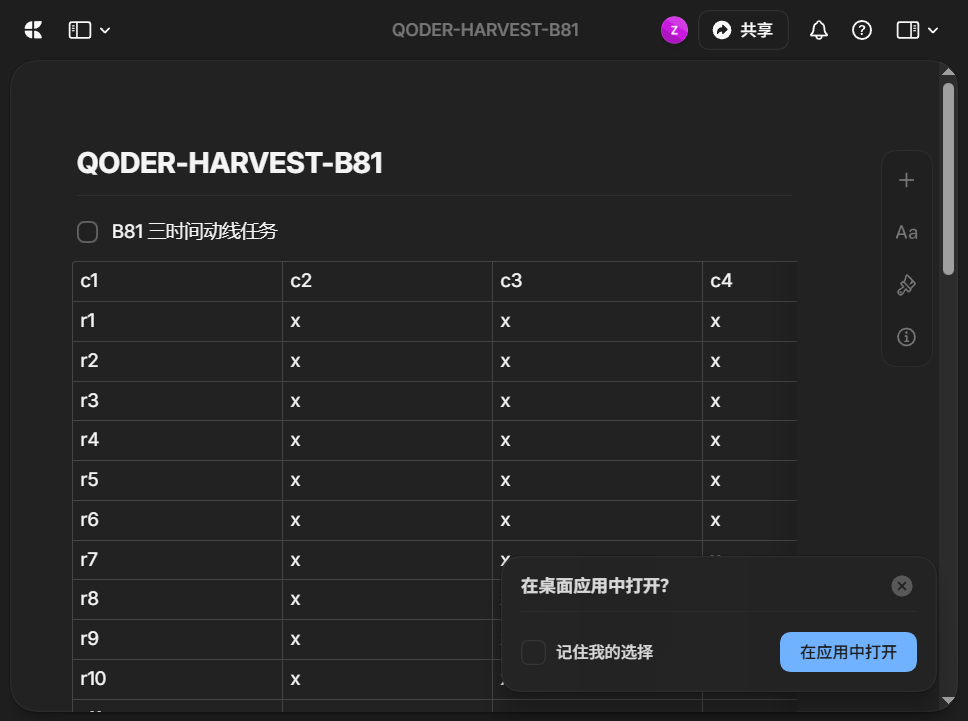 QODER-HARVEST-B81
Z
共享
QODER-HARVEST-B81
B81 三时间动线任务
c1 c2 c3 c4
r1 x x x
r2 x x x
r3 x x x
r4 x x x
r5 x x x
r6 x x x
r7 x
r8 x
r9 x
r10 x
Aa
在桌面应用中打开?
记住我的选择
在应用中打开